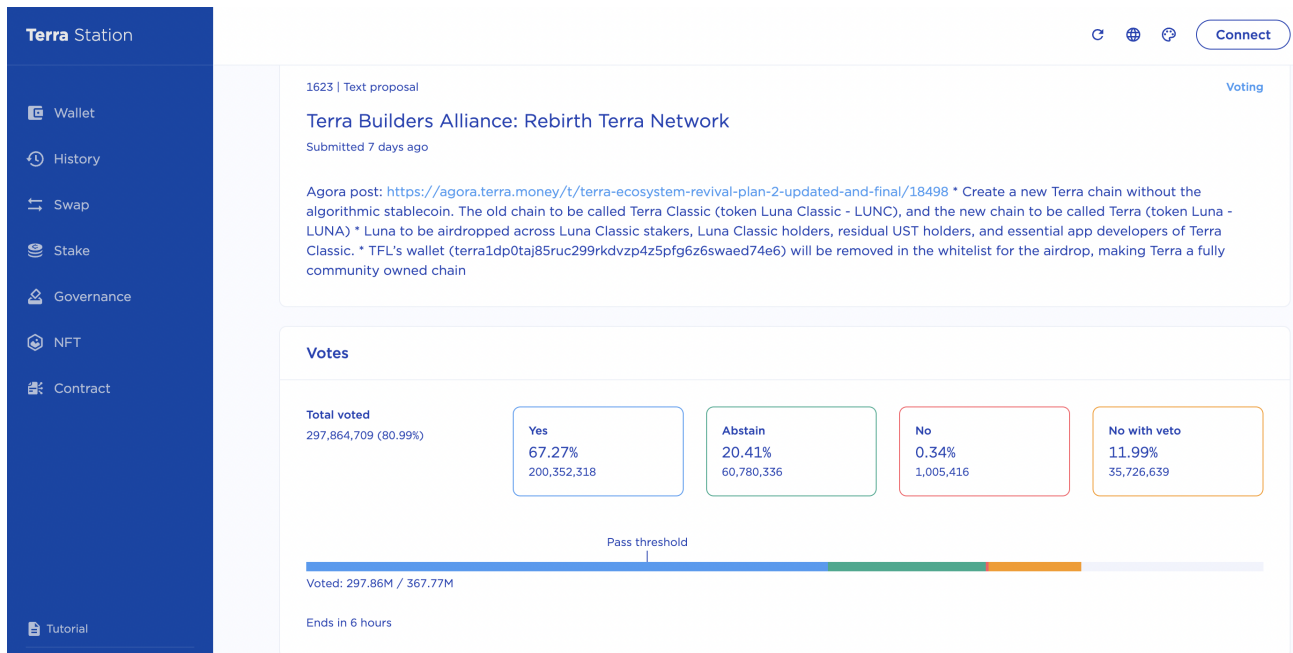 Terra Station
Connect
Wallet
History
Swap
Stake
Governance
NFT
Contract
Tutorial
1623 | Text proposal
Voting
Terra Builders Alliance: Rebirth Terra Network
Submitted 7 days ago
Agora post: https://agora.terra.money/t/terra-ecosystem-revival-plan-2-updated-and-final/18498 * Create a new Terra chain without the
algorithmic stablecoin. The old chain to be called Terra Classic (token Luna Classic - LUNC), and the new chain to be called Terra (token Luna -
LUNA) * Luna to be airdropped across Luna Classic stakers, Luna Classic holders, residual UST holders, and essential app developers of Terra
Classic. * TFL’s wallet (terra1dp0taj85ruc299rkdvzp4z5pfg6z6swaed74e6) will be removed in the whitelist for the airdrop, making Terra a fully
community owned chain
Votes
Total voted
297,864,709 (80.99%)
Yes
67.27%
200,352,318
Abstain
20.41%
60,780,336
No
0.34%
1,005,416
No with veto
11.99%
35,726,639
Pass threshold
Voted: 297.86M / 367.77M
Ends in 6 hours